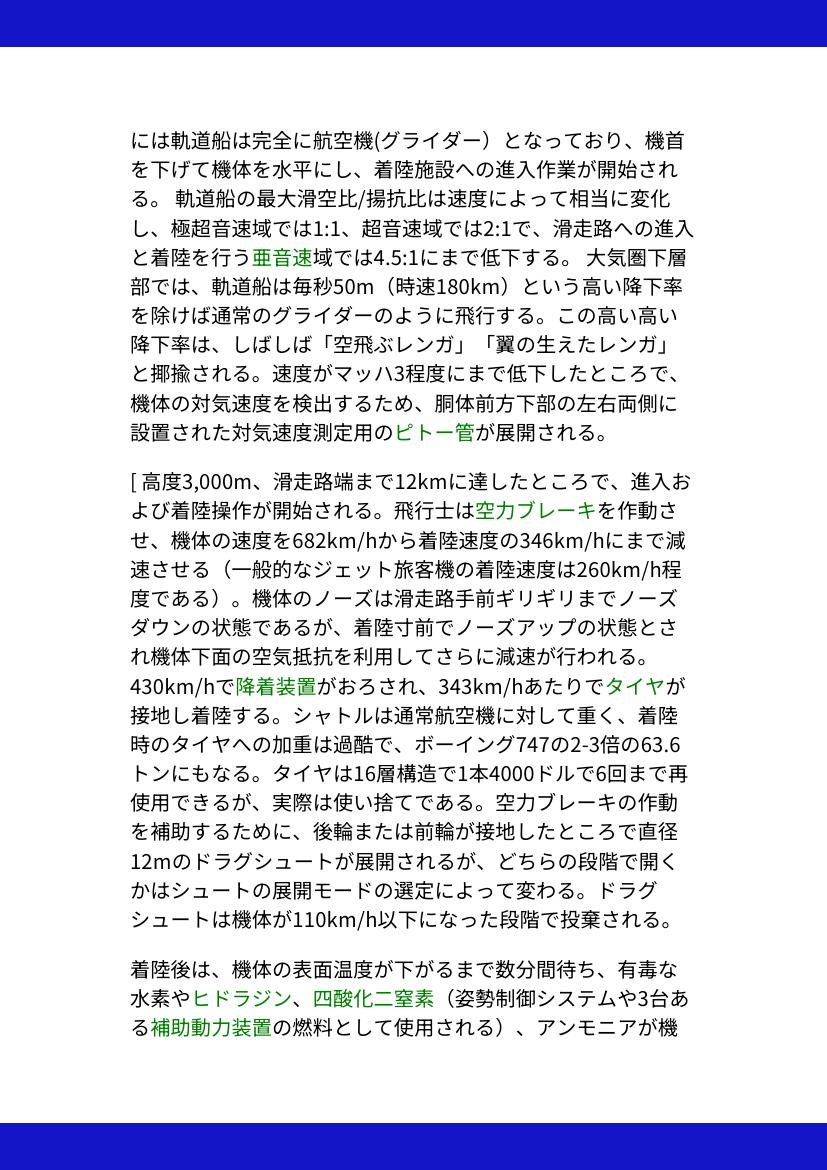 には軌道船は完全に航空機(グライダー）となっており、機首
を下げて機体を水平にし、着陸施設への進入作業が開始され
る。 軌道船の最大滑空比/揚抗比は速度によって相当に変化
し、極超音速域では1:1、超音速域では2:1で、滑走路への進入
と着陸を行う亜音速域では4.5:1にまで低下する。 大気圏下層
部では、軌道船は毎秒50m（時速180km）という高い降下率
を除けば通常のグライダーのように飛行する。この高い高い
降下率は、しばしば「空飛ぶレンガ」「翼の生えたレンガ」
と揶揄される。速度がマッハ3程度にまで低下したところで、
機体の対気速度を検出するため、胴体前方下部の左右両側に
設置された対気速度測定用のピトー管が展開される。
[ 高度3,000m、滑走路端まで12kmに達したところで、進入お
よび着陸操作が開始される。飛行士は空力ブレーキを作動さ
せ、機体の速度を682km/hから着陸速度の346km/hにまで減
速させる（一般的なジェット旅客機の着陸速度は260km/h程
度である）。機体のノーズは滑走路手前ギリギリまでノーズ
ダウンの状態であるが、着陸寸前でノーズアップの状態とさ
れ機体下面の空気抵抗を利用してさらに減速が行われる。
430km/hで降着装置がおろされ、343km/hあたりでタイヤが
接地し着陸する。シャトルは通常航空機に対して重く、着陸
時のタイヤへの加重は過酷で、ボーイング747の2-3倍の63.6
トンにもなる。タイヤは16層構造で1本4000ドルで6回まで再
使用できるが、実際は使い捨てである。空力ブレーキの作動
を補助するために、後輪または前輪が接地したところで直径
12mのドラグシュートが展開されるが、どちらの段階で開く
かはシュートの展開モードの選定によって変わる。ドラグ
シュートは機体が110km/h以下になった段階で投棄される。
着陸後は、機体の表面温度が下がるまで数分間待ち、有毒な
水素やヒドラジン、四酸化二窒素（姿勢制御システムや3台あ
る補助動力装置の燃料として使用される）、アンモニアが機